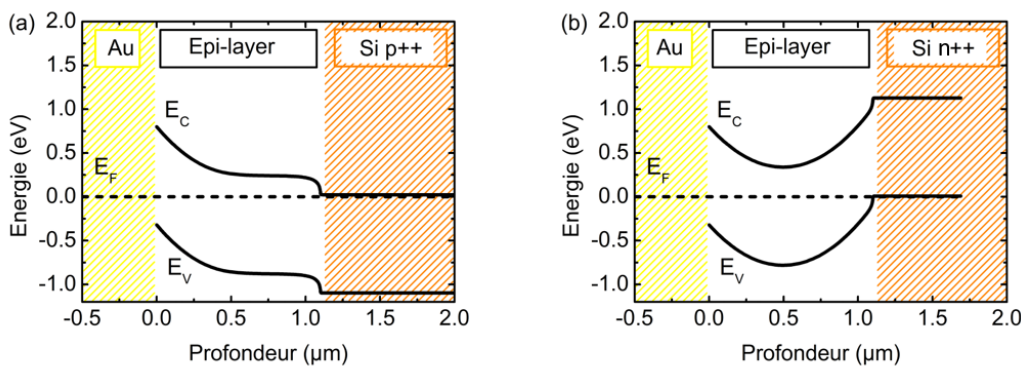 (a)
Au
Epi-layer
Si p++
E_C
E_F
E_V
2.0
1.5
1.0
0.5
0.0
-0.5
-1.0
Energie (eV)
-0.5 0.0 0.5 1.0 1.5 2.0
Profondeur (µm)
(b)
Au
Epi-layer
Si n++
E_C
E_F
E_V
2.0
1.5
1.0
0.5
0.0
-0.5
-1.0
Energie (eV)
-0.5 0.0 0.5 1.0 1.5 2.0
Profondeur (µm)